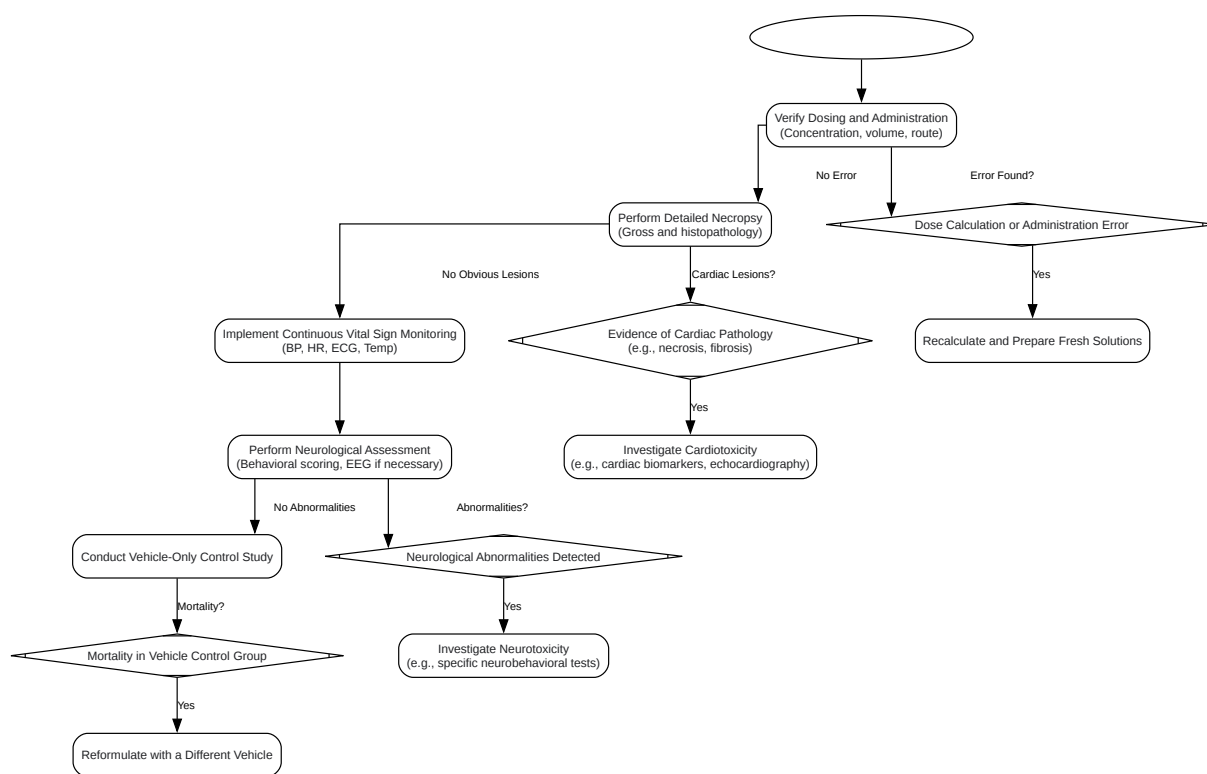 Verify Dosing and Administration
(Concentration, volume, route)
No Error
Error Found?
Perform Detailed Necropsy
(Gross and histopathology)
Dose Calculation or Administration Error
No Obvious Lesions
Cardiac Lesions?
Yes
Implement Continuous Vital Sign Monitoring
(BP, HR, ECG, Temp)
Evidence of Cardiac Pathology
(e.g., necrosis, fibrosis)
Recalculate and Prepare Fresh Solutions
Yes
Perform Neurological Assessment
(Behavioral scoring, EEG if necessary)
Investigate Cardiotoxicity
(e.g., cardiac biomarkers, echocardiography)
No Abnormalities
Abnormalities?
Conduct Vehicle-Only Control Study
Neurological Abnormalities Detected
Mortality?
Yes
Mortality in Vehicle Control Group
Investigate Neurotoxicity
(e.g., specific neurobehavioral tests)
Yes
Reformulate with a Different Vehicle